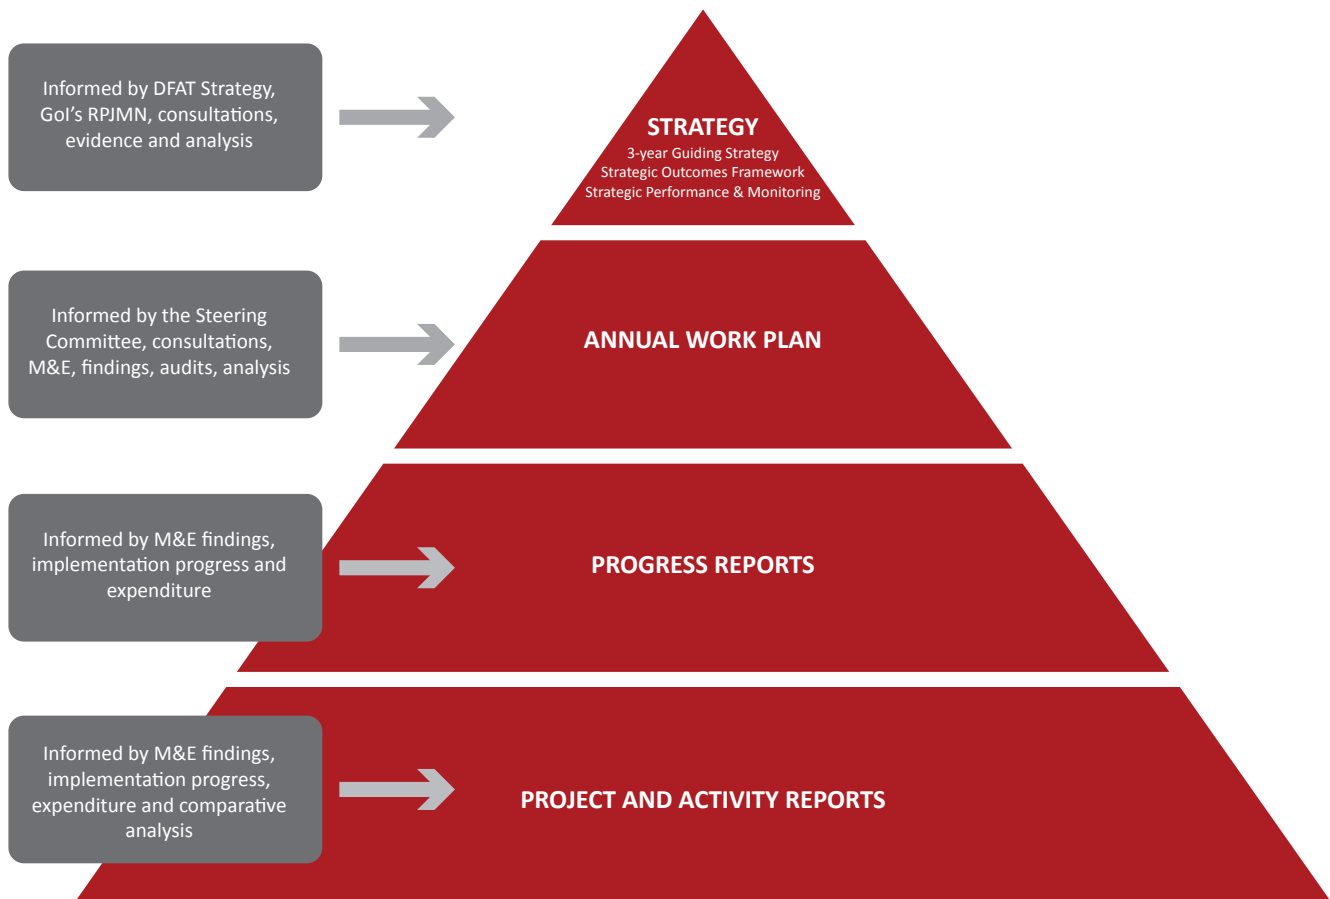 Informed by DFAT Strategy,
GoI's RPJMN, consultations,
evidence and analysis
STRATEGY
3-year Guiding Strategy
Strategic Outcomes Framework
Strategic Performance & Monitoring
Informed by the Steering
Committee, consultations,
M&E, findings, audits, analysis
ANNUAL WORK PLAN
Informed by M&E findings,
implementation progress and
expenditure
PROGRESS REPORTS
Informed by M&E findings,
implementation progress,
expenditure and comparative
analysis
PROJECT AND ACTIVITY REPORTS